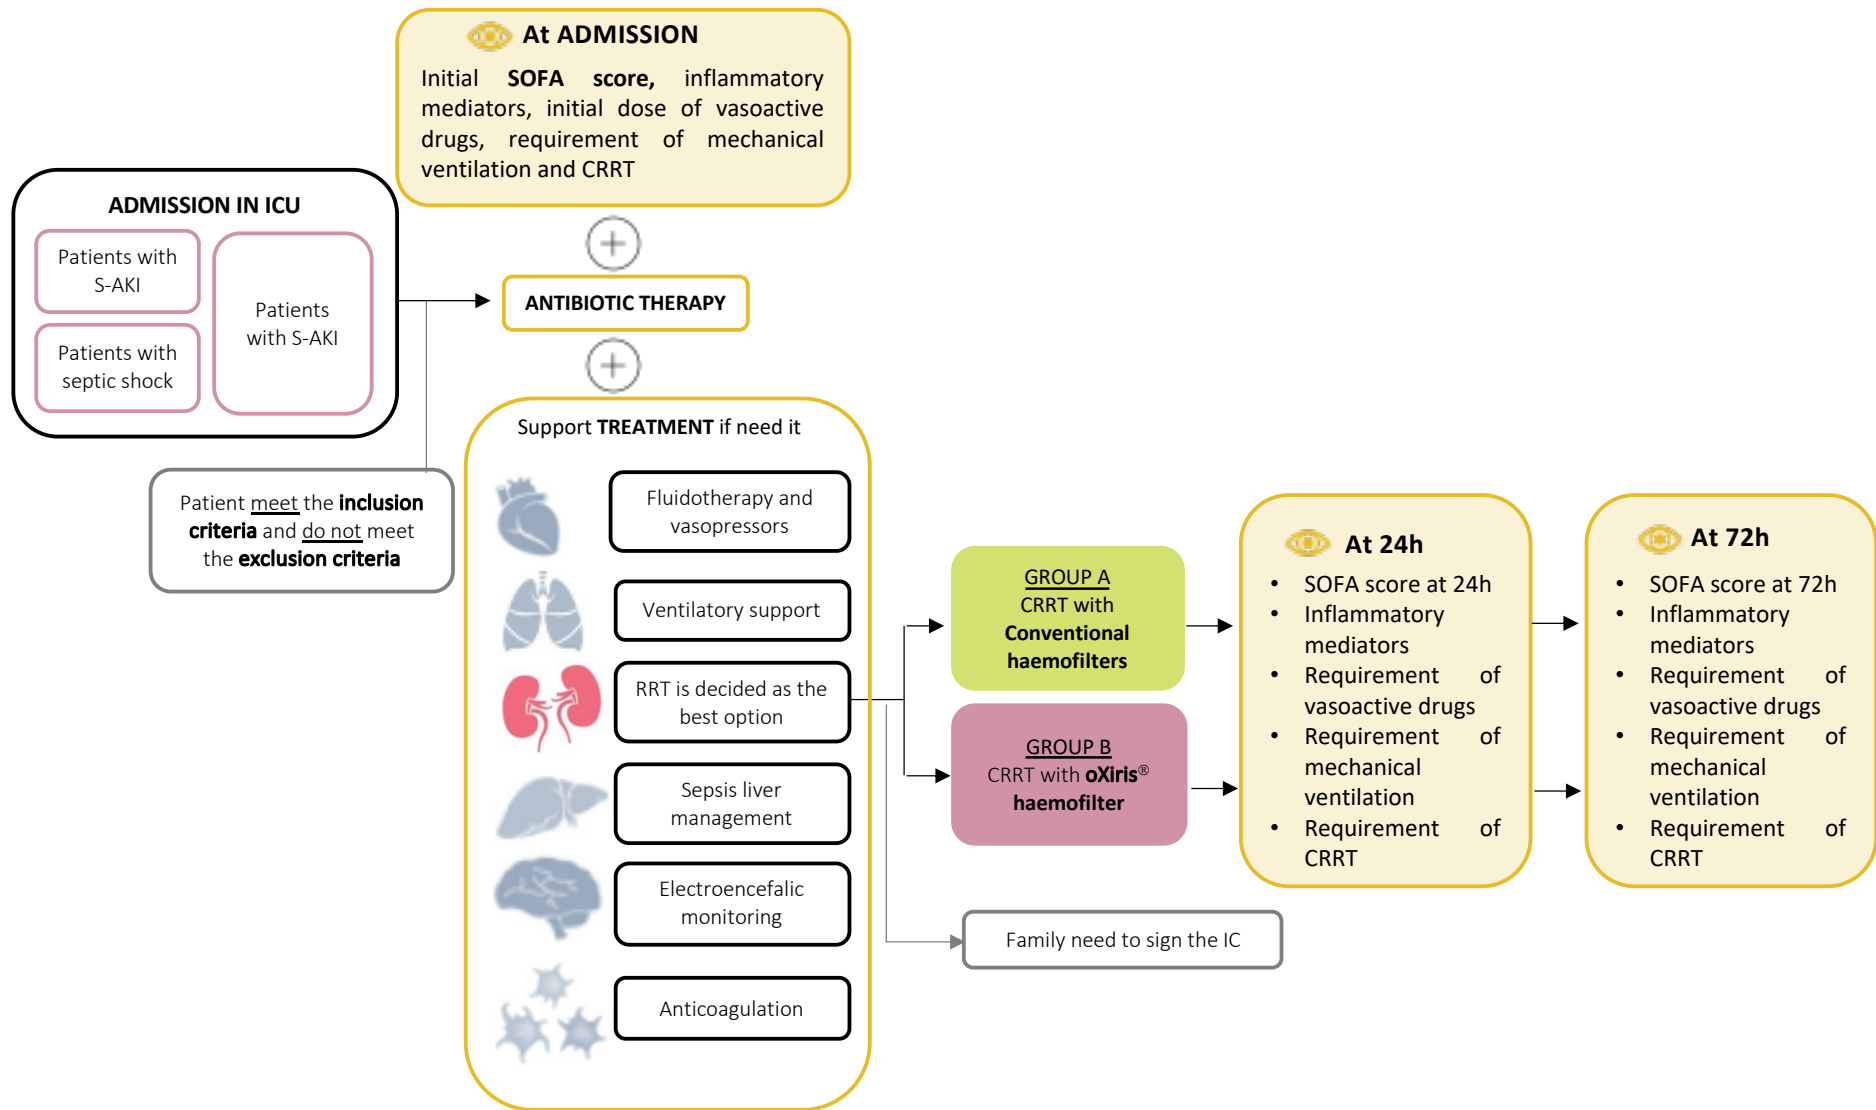 At ADMISSION
Initial SOFA score, inflammatory
mediators, initial dose of vasoactive
drugs, requirement of mechanical
ventilation and CRRT
ADMISSION IN ICU
Patients with
S-AKI
Patients with
septic shock
Patients
with S-AKI
ANTIBIOTIC THERAPY
Patient meet the inclusion
criteria and do not meet
the exclusion criteria
Support TREATMENT if need it
Fluidotherapy and
vasopressors
Ventilatory support
RRT is decided as the
best option
Sepsis liver
management
Electroencefalic
monitoring
Anticoagulation
GROUP A
CRRT with
Conventional
haemofilters
GROUP B
CRRT with oXiris®
haemofilter
Family need to sign the IC
At 24h
• SOFA score at 24h
• Inflammatory
mediators
• Requirement of
vasoactive drugs
• Requirement of
mechanical
ventilation
• Requirement of
CRRT
At 72h
• SOFA score at 72h
• Inflammatory
mediators
• Requirement of
vasoactive drugs
• Requirement of
mechanical
ventilation
• Requirement of
CRRT